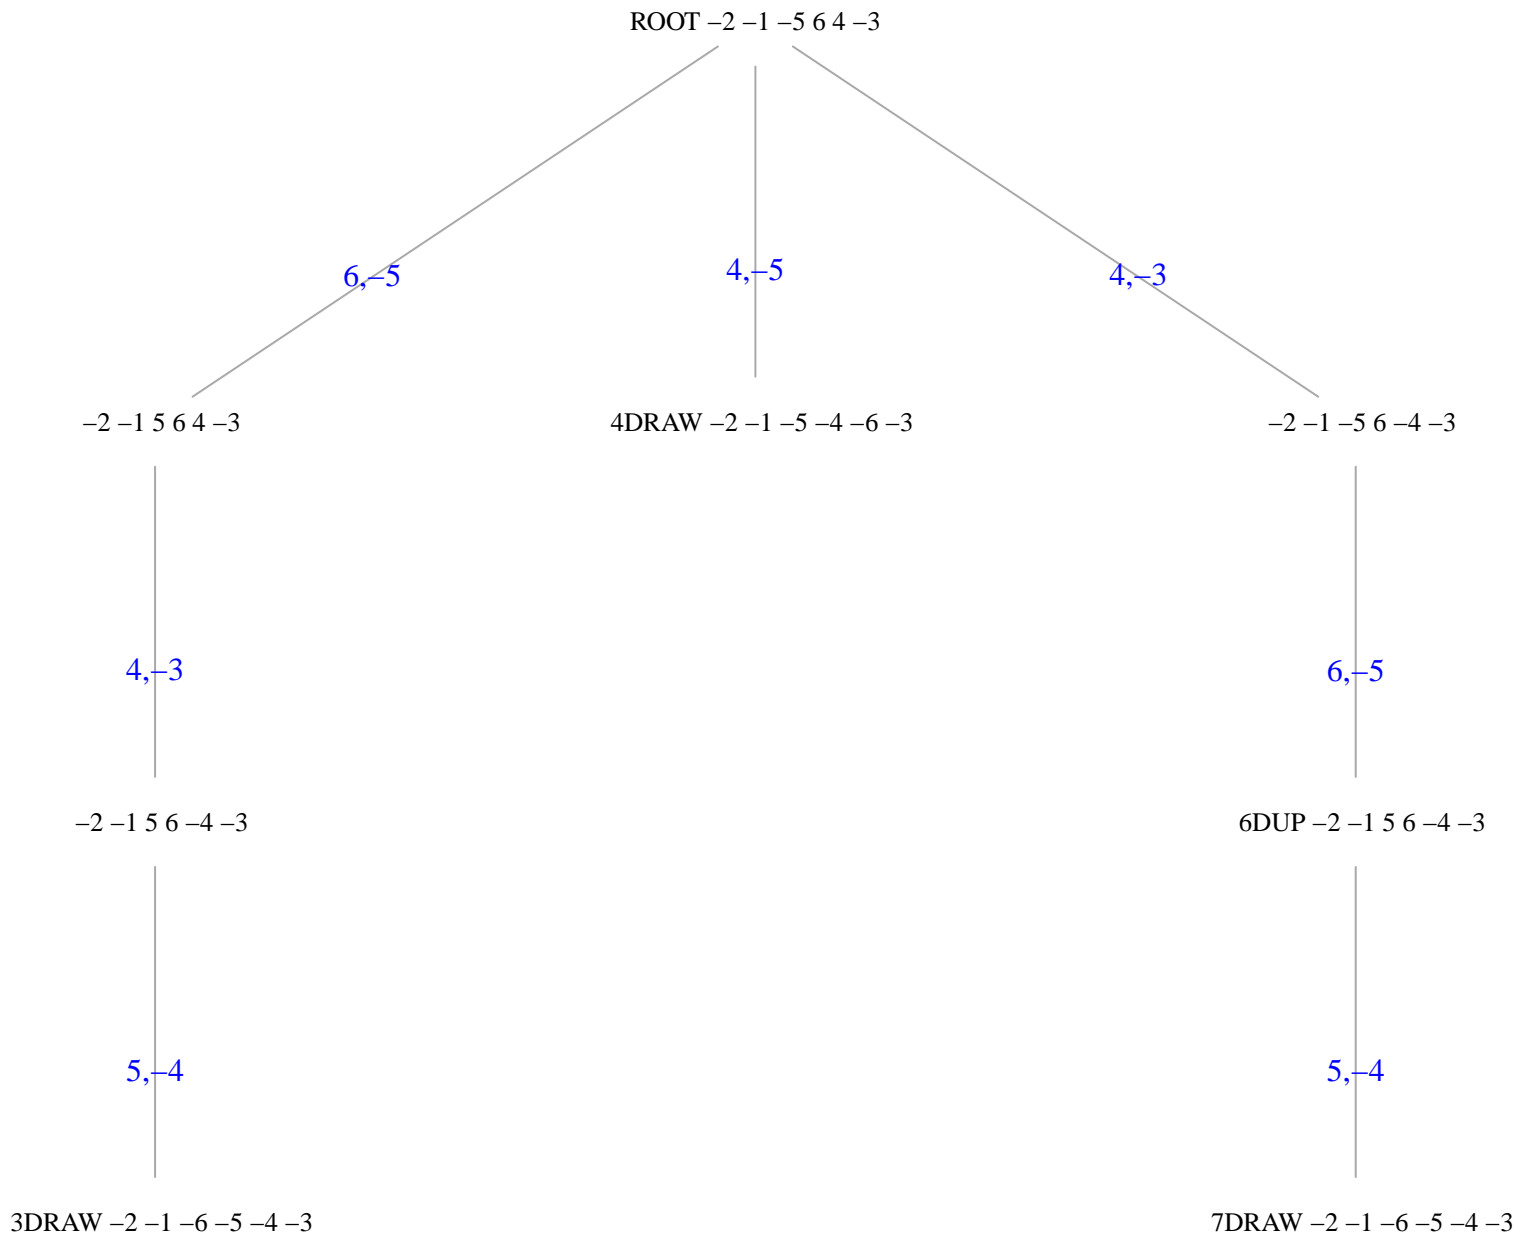 ROOT –2 –1 –5 6 4 –3
6,–5
4,–5
4,–3
–2 –1 5 6 4 –3
4DRAW –2 –1 –5 –4 –6 –3
–2 –1 –5 6 –4 –3
4,–3
6,–5
–2 –1 5 6 –4 –3
6DUP –2 –1 5 6 –4 –3
5,–4
5,–4
3DRAW –2 –1 –6 –5 –4 –3
7DRAW –2 –1 –6 –5 –4 –3